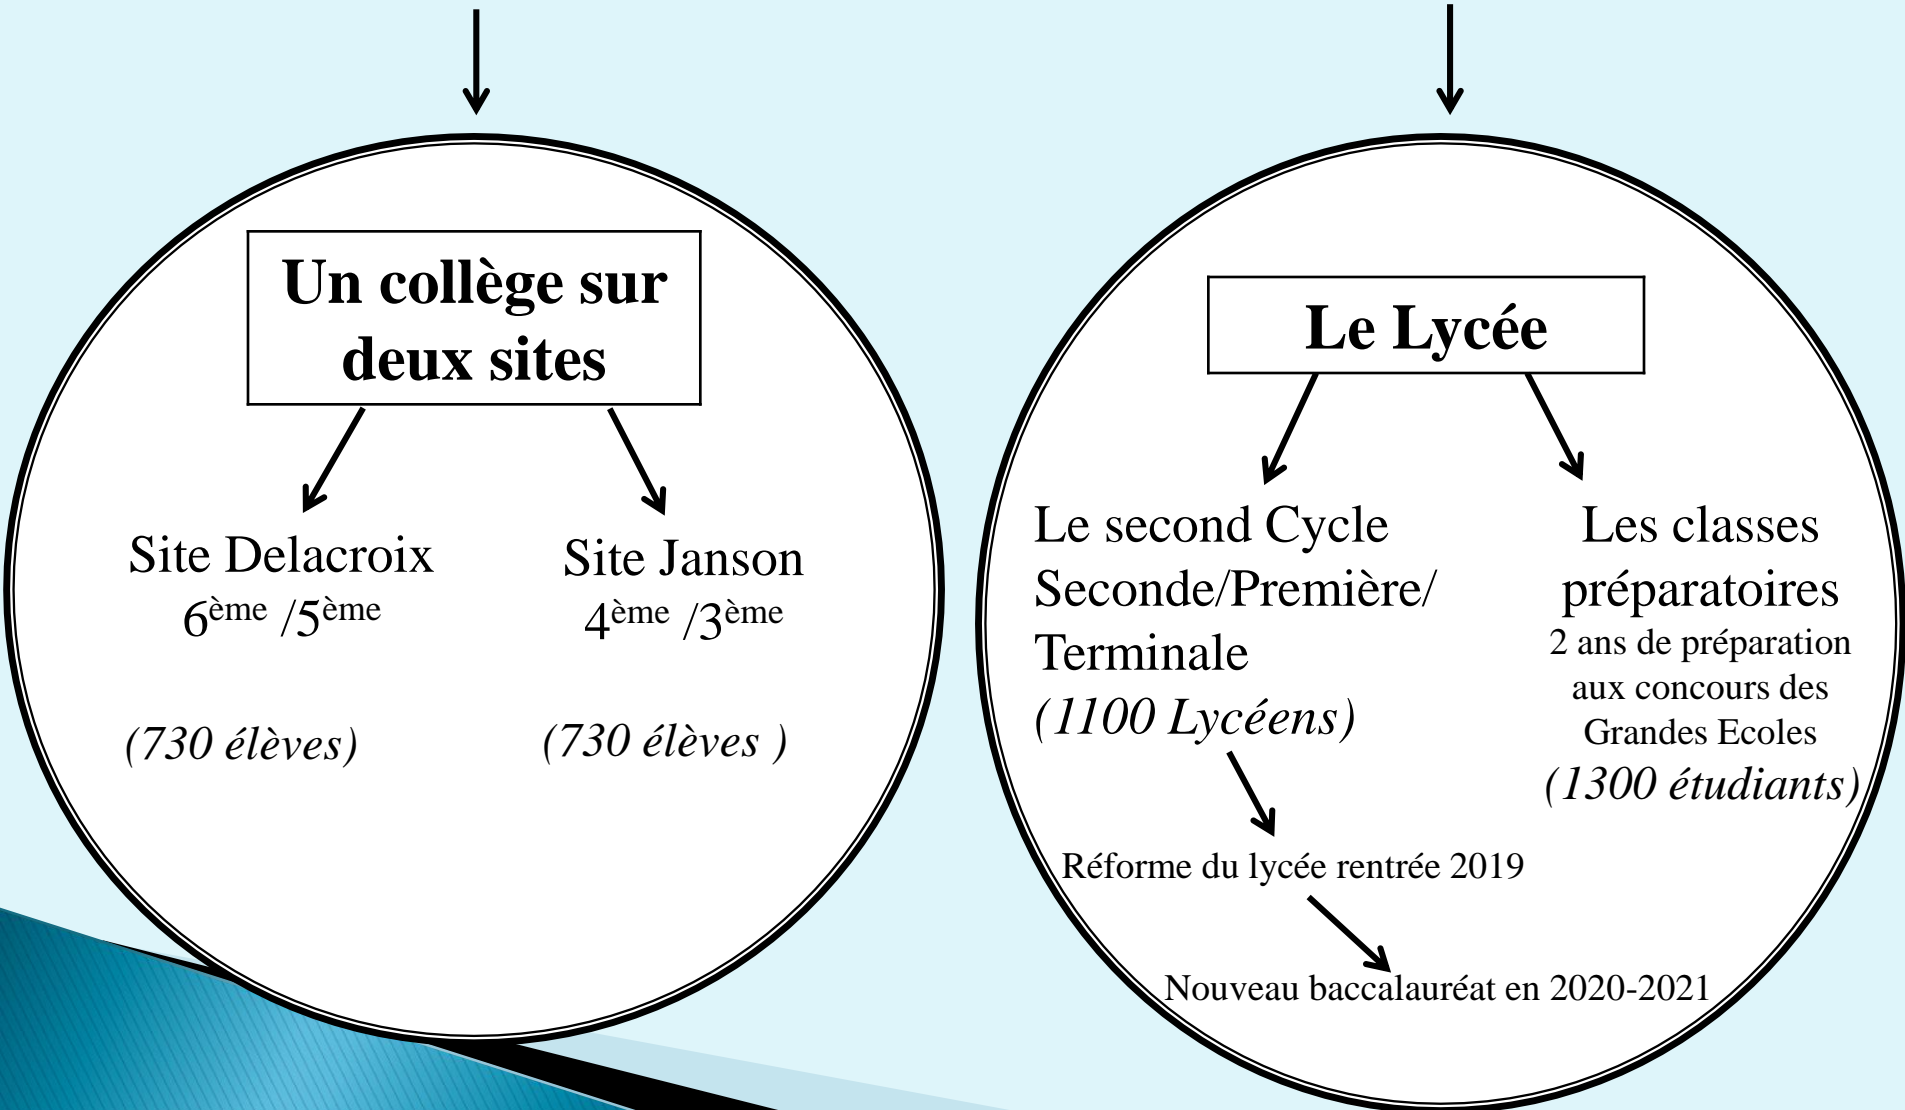 Un collège sur
deux sites
Site Delacroix
6ème /5ème
(730 élèves)
Site Janson
4ème /3ème
(730 élèves )
Le Lycée
Le second Cycle
Seconde/Première/
Terminale
(1100 Lycéens)
Les classes
préparatoires
2 ans de préparation
aux concours des
Grandes Ecoles
(1300 étudiants)
Réforme du lycée rentrée 2019
Nouveau baccalauréat en 2020-2021